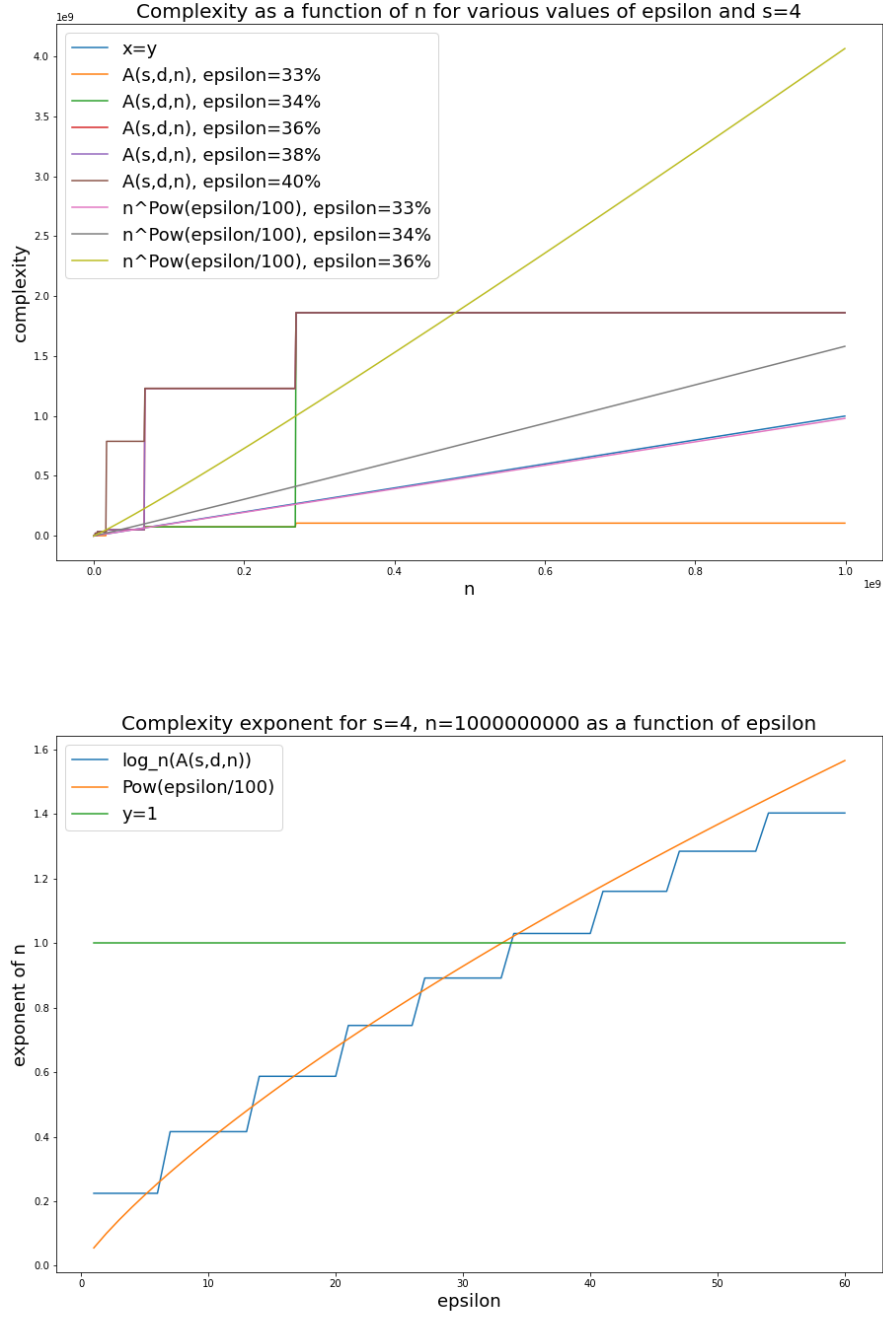 Complexity as a function of n for various values of epsilon and s=4
1e9
x=y
A(s,d,n), epsilon=33%
A(s,d,n), epsilon=34%
A(s,d,n), epsilon=36%
A(s,d,n), epsilon=38%
A(s,d,n), epsilon=40%
n^Pow(epsilon/100), epsilon=33%
n^Pow(epsilon/100), epsilon=34%
n^Pow(epsilon/100), epsilon=36%
4.0
3.5
3.0
2.5
2.0
1.5
1.0
0.5
0.0
complexity
0.0 0.2 0.4 0.6 0.8 1.0
1e9
n
Complexity exponent for s=4, n=1000000000 as a function of epsilon
log_n(A(s,d,n))
Pow(epsilon/100)
y=1
1.6
1.4
1.2
1.0
0.8
0.6
0.4
0.2
0.0
exponent of n
0 10 20 30 40 50 60
epsilon